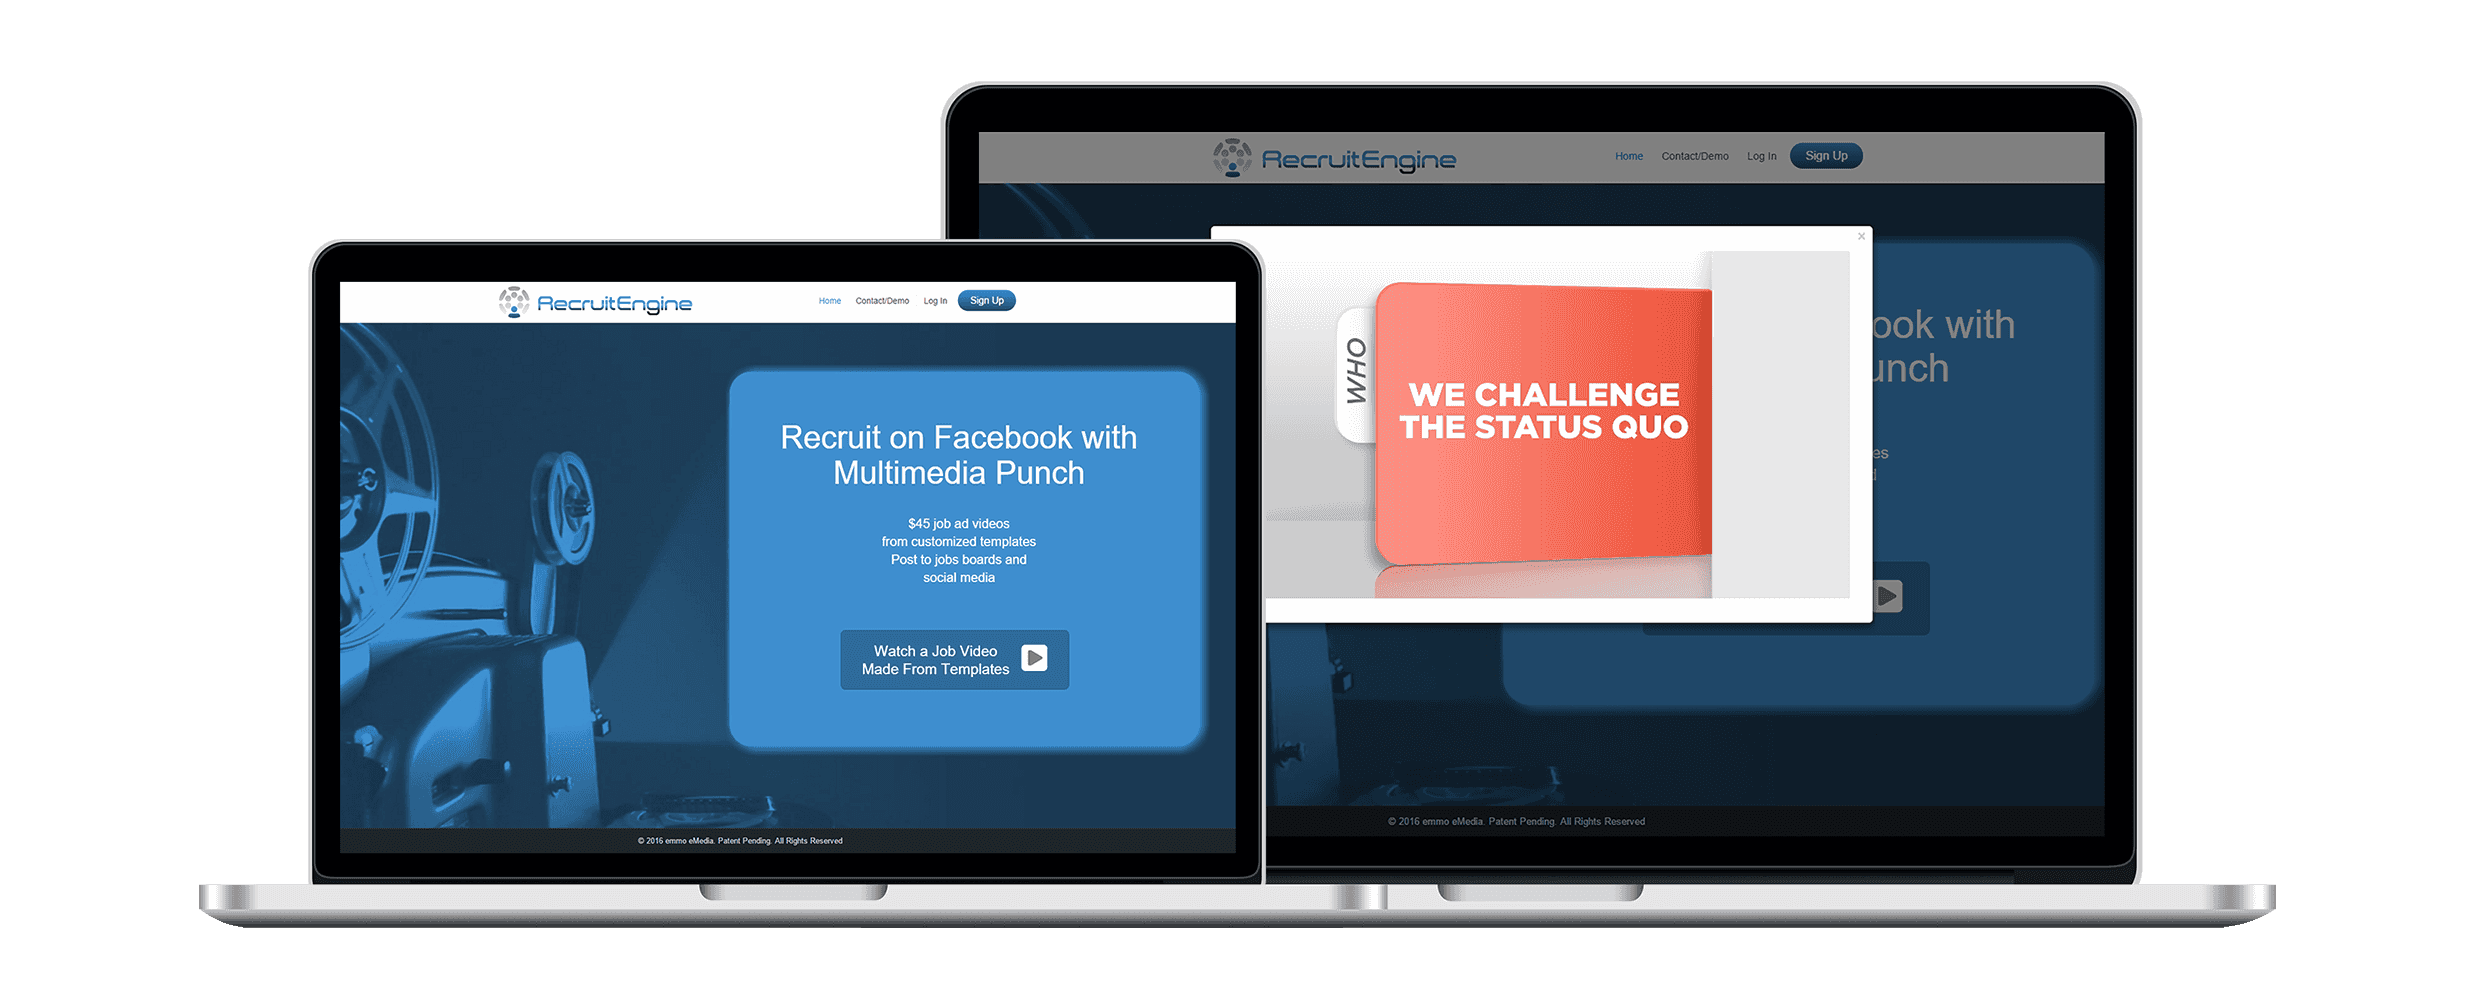 RecruitEngine
Home Contact/Demo Log In Sign Up
Recruit on Facebook with
Multimedia Punch
$45 job ad videos
from customized templates
Post to jobs boards and
social media
Watch a Job Video
Made From Templates
© 2016 emmo eMedia. Patent Pending. All Rights Reserved
RecruitEngine
Home Contact/Demo Log In Sign Up
×
WHO
WE CHALLENGE
THE STATUS QUO
ook with
unch
es
© 2016 emmo eMedia. Patent Pending. All Rights Reserved